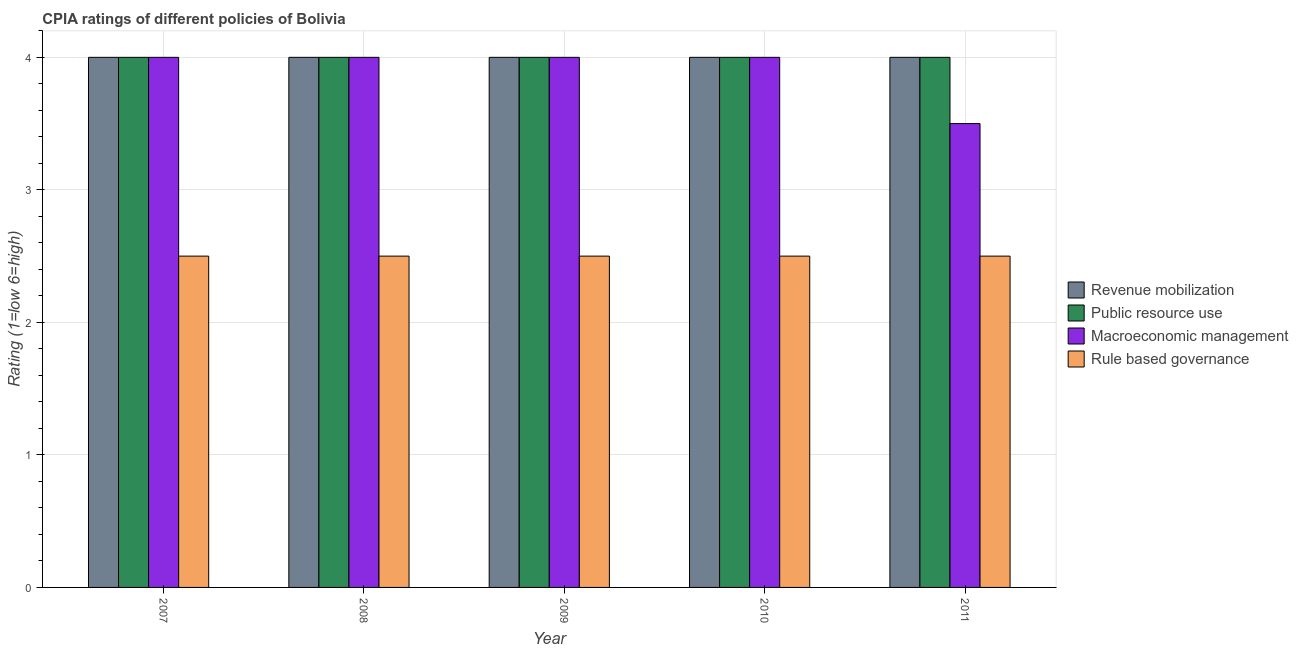 CPIA ratings of different policies of Bolivia
Rating (1=low 6=high)
4
3
2
1
0
2007
2008
2009
2010
2011
Year
Revenue mobilization
Public resource use
Macroeconomic management
Rule based governance